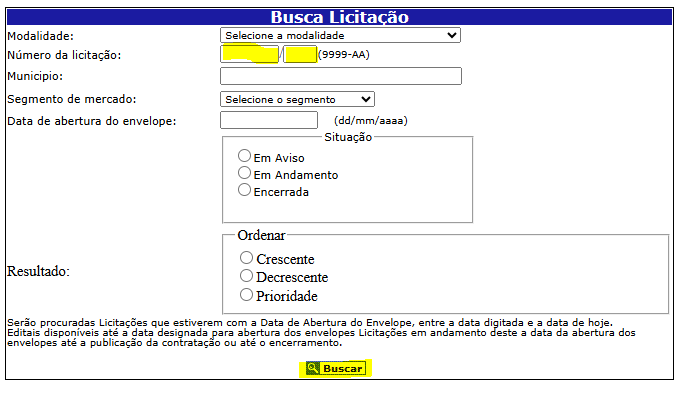 Busca Licitação
Modalidade: Selecione a modalidade
Número da licitação: / (9999-AA)
Municipio:
Segmento de mercado: Selecione o segmento
Data de abertura do envelope: (dd/mm/aaaa)
Situação
Em Aviso
Em Andamento
Encerrada
Ordenar
Crescente
Resultado: Decrescente
Prioridade
Serão procuradas Licitações que estiverem com a Data de Abertura do Envelope, entre a data digitada e a data de hoje.
Editais disponíveis até a data designada para abertura dos envelopes Licitações em andamento deste a data da abertura dos
envelopes até a publicação da contratação ou até o encerramento.
Buscar